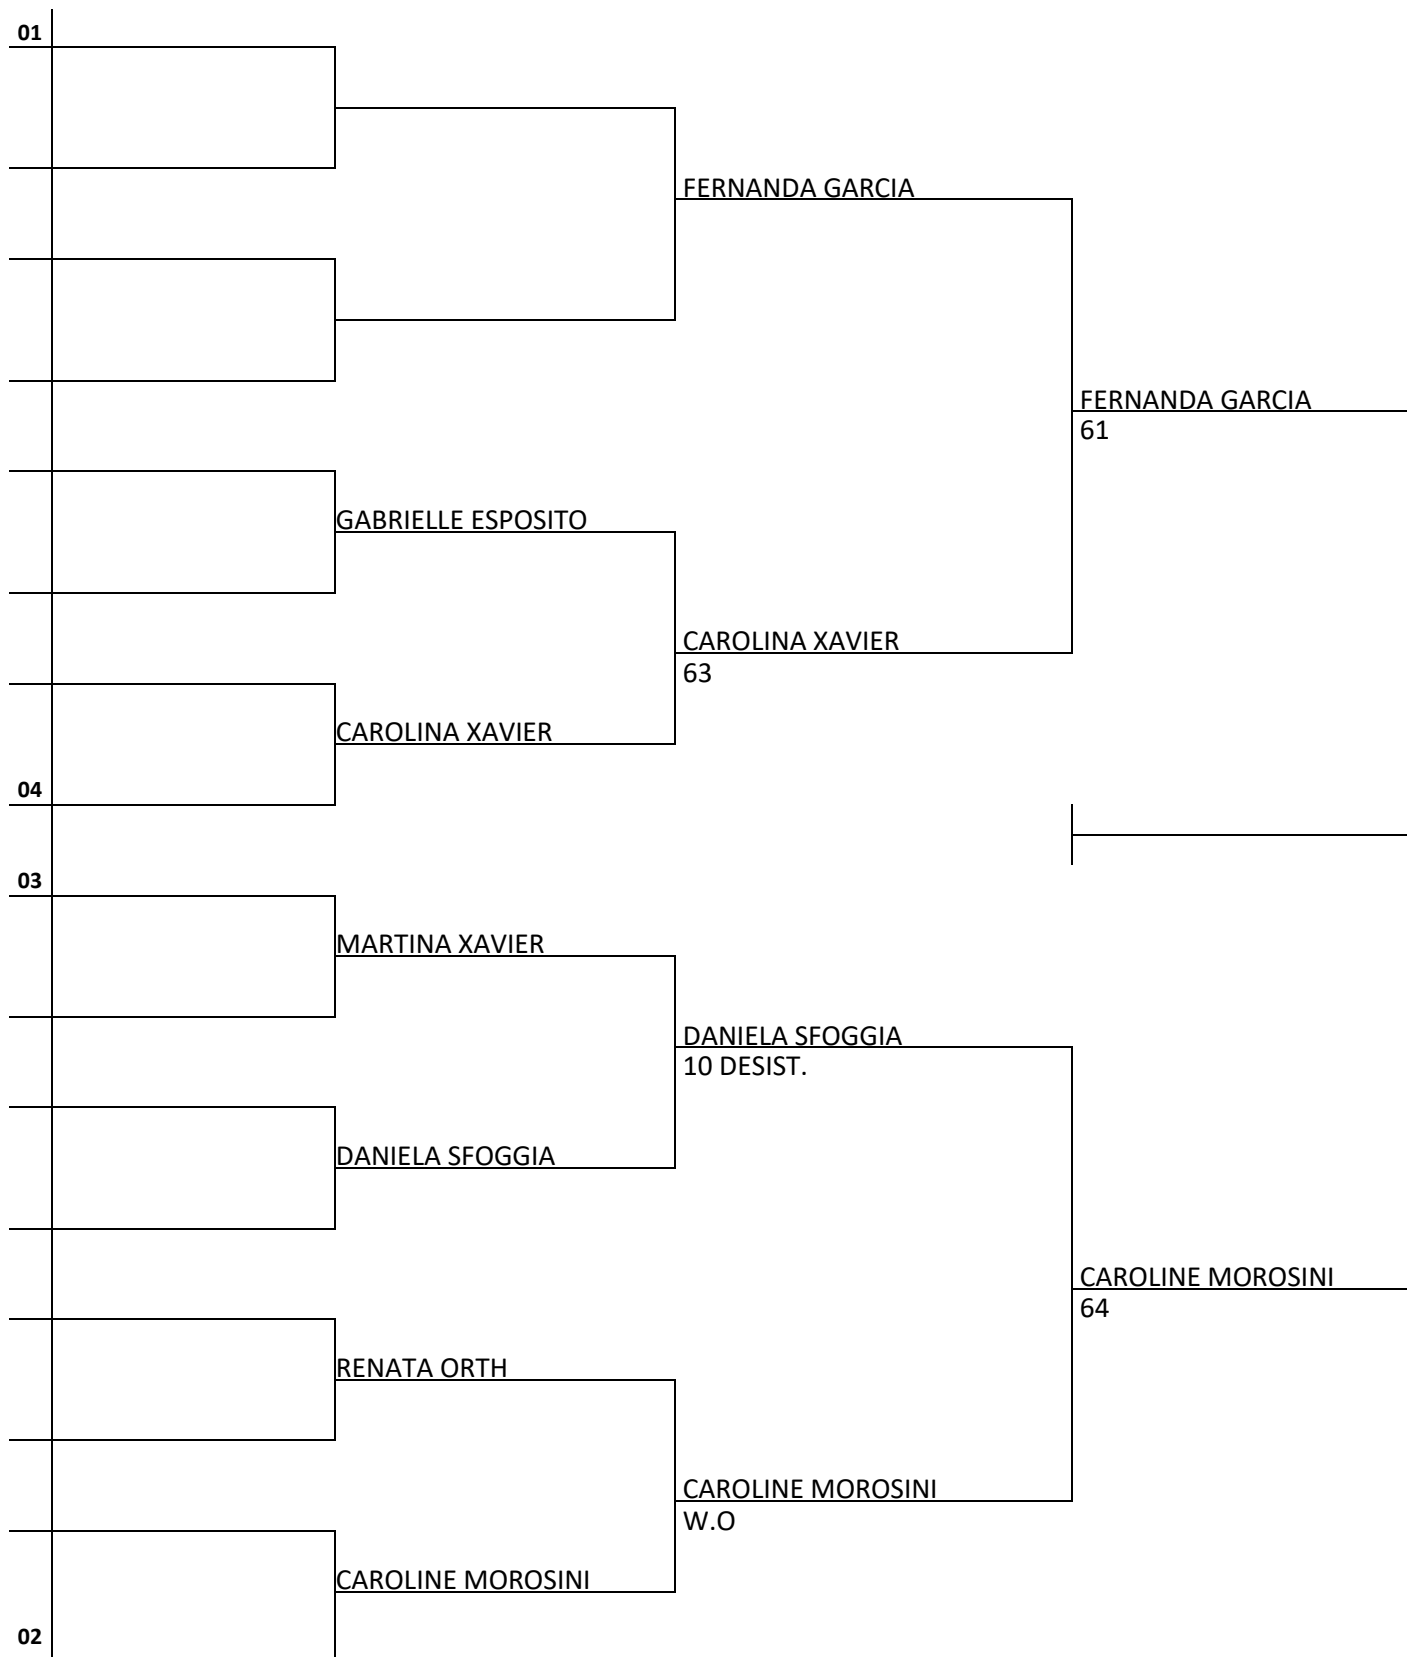 01
FERNANDA GARCIA
FERNANDA GARCIA
61
GABRIELLE ESPOSITO
CAROLINA XAVIER
63
CAROLINA XAVIER
04
03
MARTINA XAVIER
DANIELA SFOGGIA
10 DESIST.
DANIELA SFOGGIA
CAROLINE MOROSINI
64
RENATA ORTH
CAROLINE MOROSINI
W.O
CAROLINE MOROSINI
02